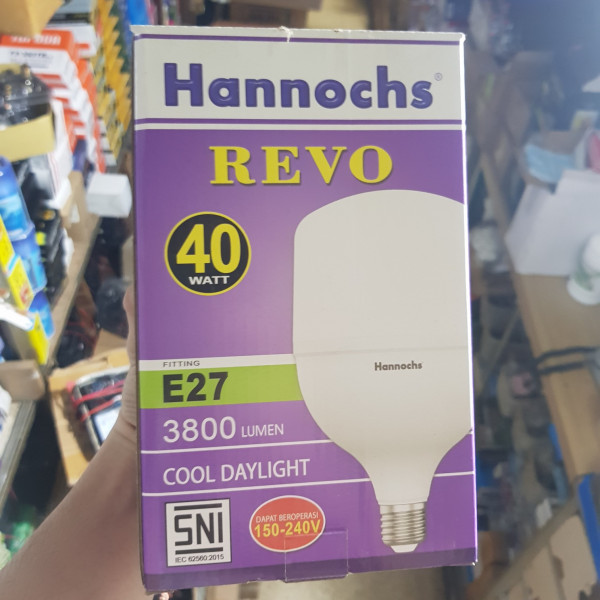 Hannochs®
REVO
40
WATT
FITTING
E27
3800 LUMEN
COOL DAYLIGHT
Hannochs
SNI
IEC 62560:2015
DAPAT BEROPERASI
150-240V